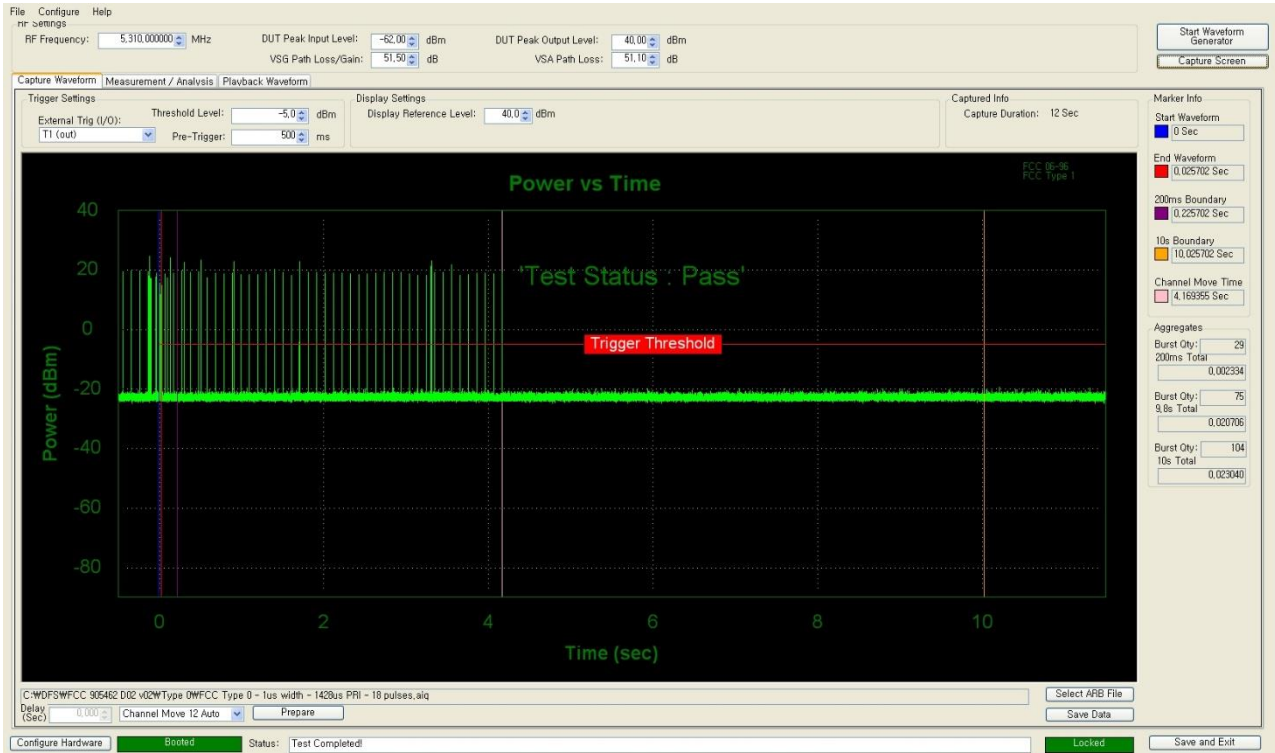 File Configure Help
RF Settings
RF Frequency: 5,310,000000 MHz DUT Peak Input Level: -62,00 dBm DUT Peak Output Level: 40,00 dBm
VSG Path Loss/Gain: 51,50 dB VSA Path Loss: 51,10 dB
Start Waveform Generator
Capture Screen
Capture Waveform Measurement / Analysis Playback Waveform
Trigger Settings
External Trig (I/O):
T1 (out)
Threshold Level: -5,0 dBm
Pre-Trigger: 500 ms
Display Settings
Display Reference Level: 40,0 dBm
Captured Info
Capture Duration: 12 Sec
Marker Info
Start Waveform
0 Sec
End Waveform
0,025702 Sec
200ms Boundary
0,225702 Sec
10s Boundary
10,025702 Sec
Channel Move Time
4,169355 Sec
Aggregates
Burst Qty: 29
200ms Total
0,002334
Burst Qty: 75
9,8s Total
0,020706
Burst Qty: 104
10s Total
0,023040
Power vs Time
FCC 06-96
FCC Type 1
'Test Status : Pass'
Trigger Threshold
Power (dBm)
40
20
0
-20
-40
-60
-80
0 2 4 6 8 10
Time (sec)
C:₩DFS₩FCC 905462 D02 v02₩Type 0₩FCC Type 0 - 1us width - 1428us PRI - 18 pulses,aiq
Select ARB File
Delay (Sec) 0,000 Channel Move 12 Auto Prepare
Save Data
Configure Hardware Booted Status: Test Completed! Locked Save and Exit